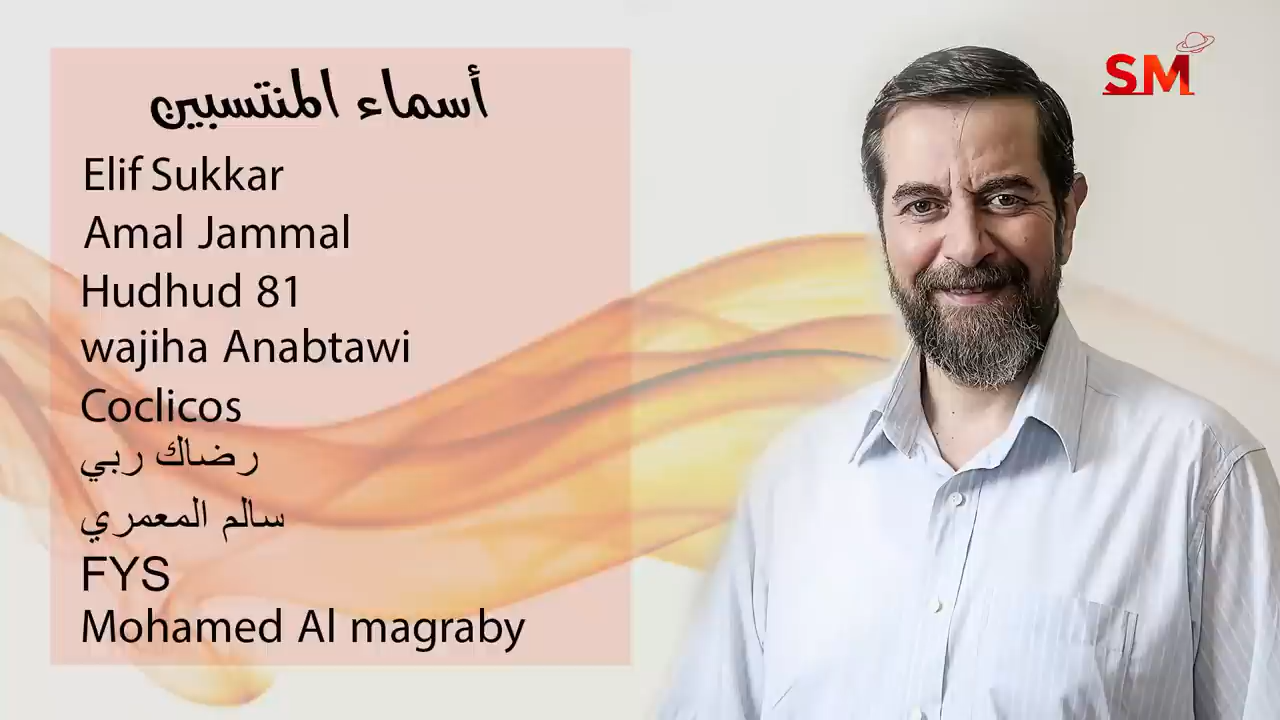 أسماء المنتسبين
Elif Sukkar
Amal Jammal
Hudhud 81
wajiha Anabtawi
Coclicos
رضاك ربي
سالم المعمري
FYS
Mohamed Al magraby
SM